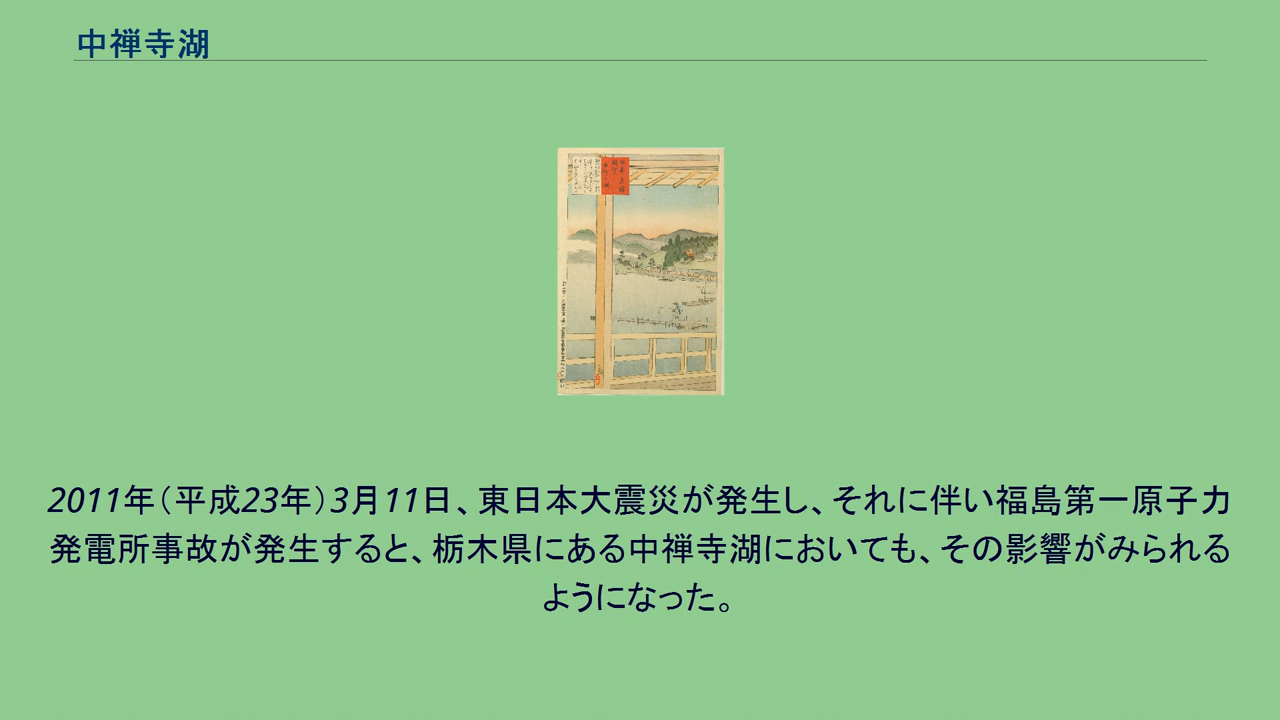 中禅寺湖
2011年（平成23年）3月11日、東日本大震災が発生し、それに伴い福島第一原子力
発電所事故が発生すると、栃木県にある中禅寺湖においても、その影響がみられる
ようになった。